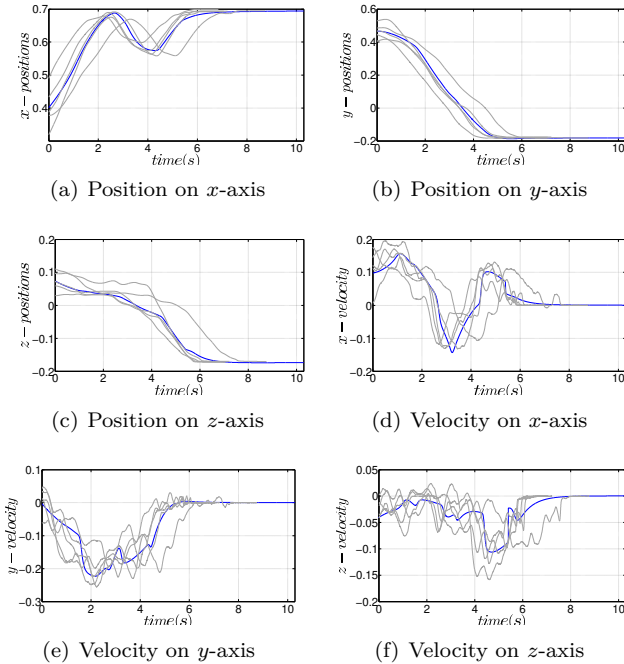 0.7
0.6
0.5
0.4
x − positions
0 2 4 6 8 10
time(s)
(a) Position on x-axis
0.6
0.4
0.2
0
−0.2
y − positions
0 2 4 6 8 10
time(s)
(b) Position on y-axis
0.2
0.1
0
−0.1
−0.2
z − positions
0 2 4 6 8 10
time(s)
(c) Position on z-axis
0.2
0.1
0
−0.1
−0.2
x − velocity
0 2 4 6 8 10
time(s)
(d) Velocity on x-axis
0.1
0
−0.1
−0.2
−0.3
y − velocity
0 2 4 6 8 10
time(s)
(e) Velocity on y-axis
0.05
0
−0.05
−0.1
−0.15
−0.2
z − velocity
0 2 4 6 8 10
time(s)
(f) Velocity on z-axis